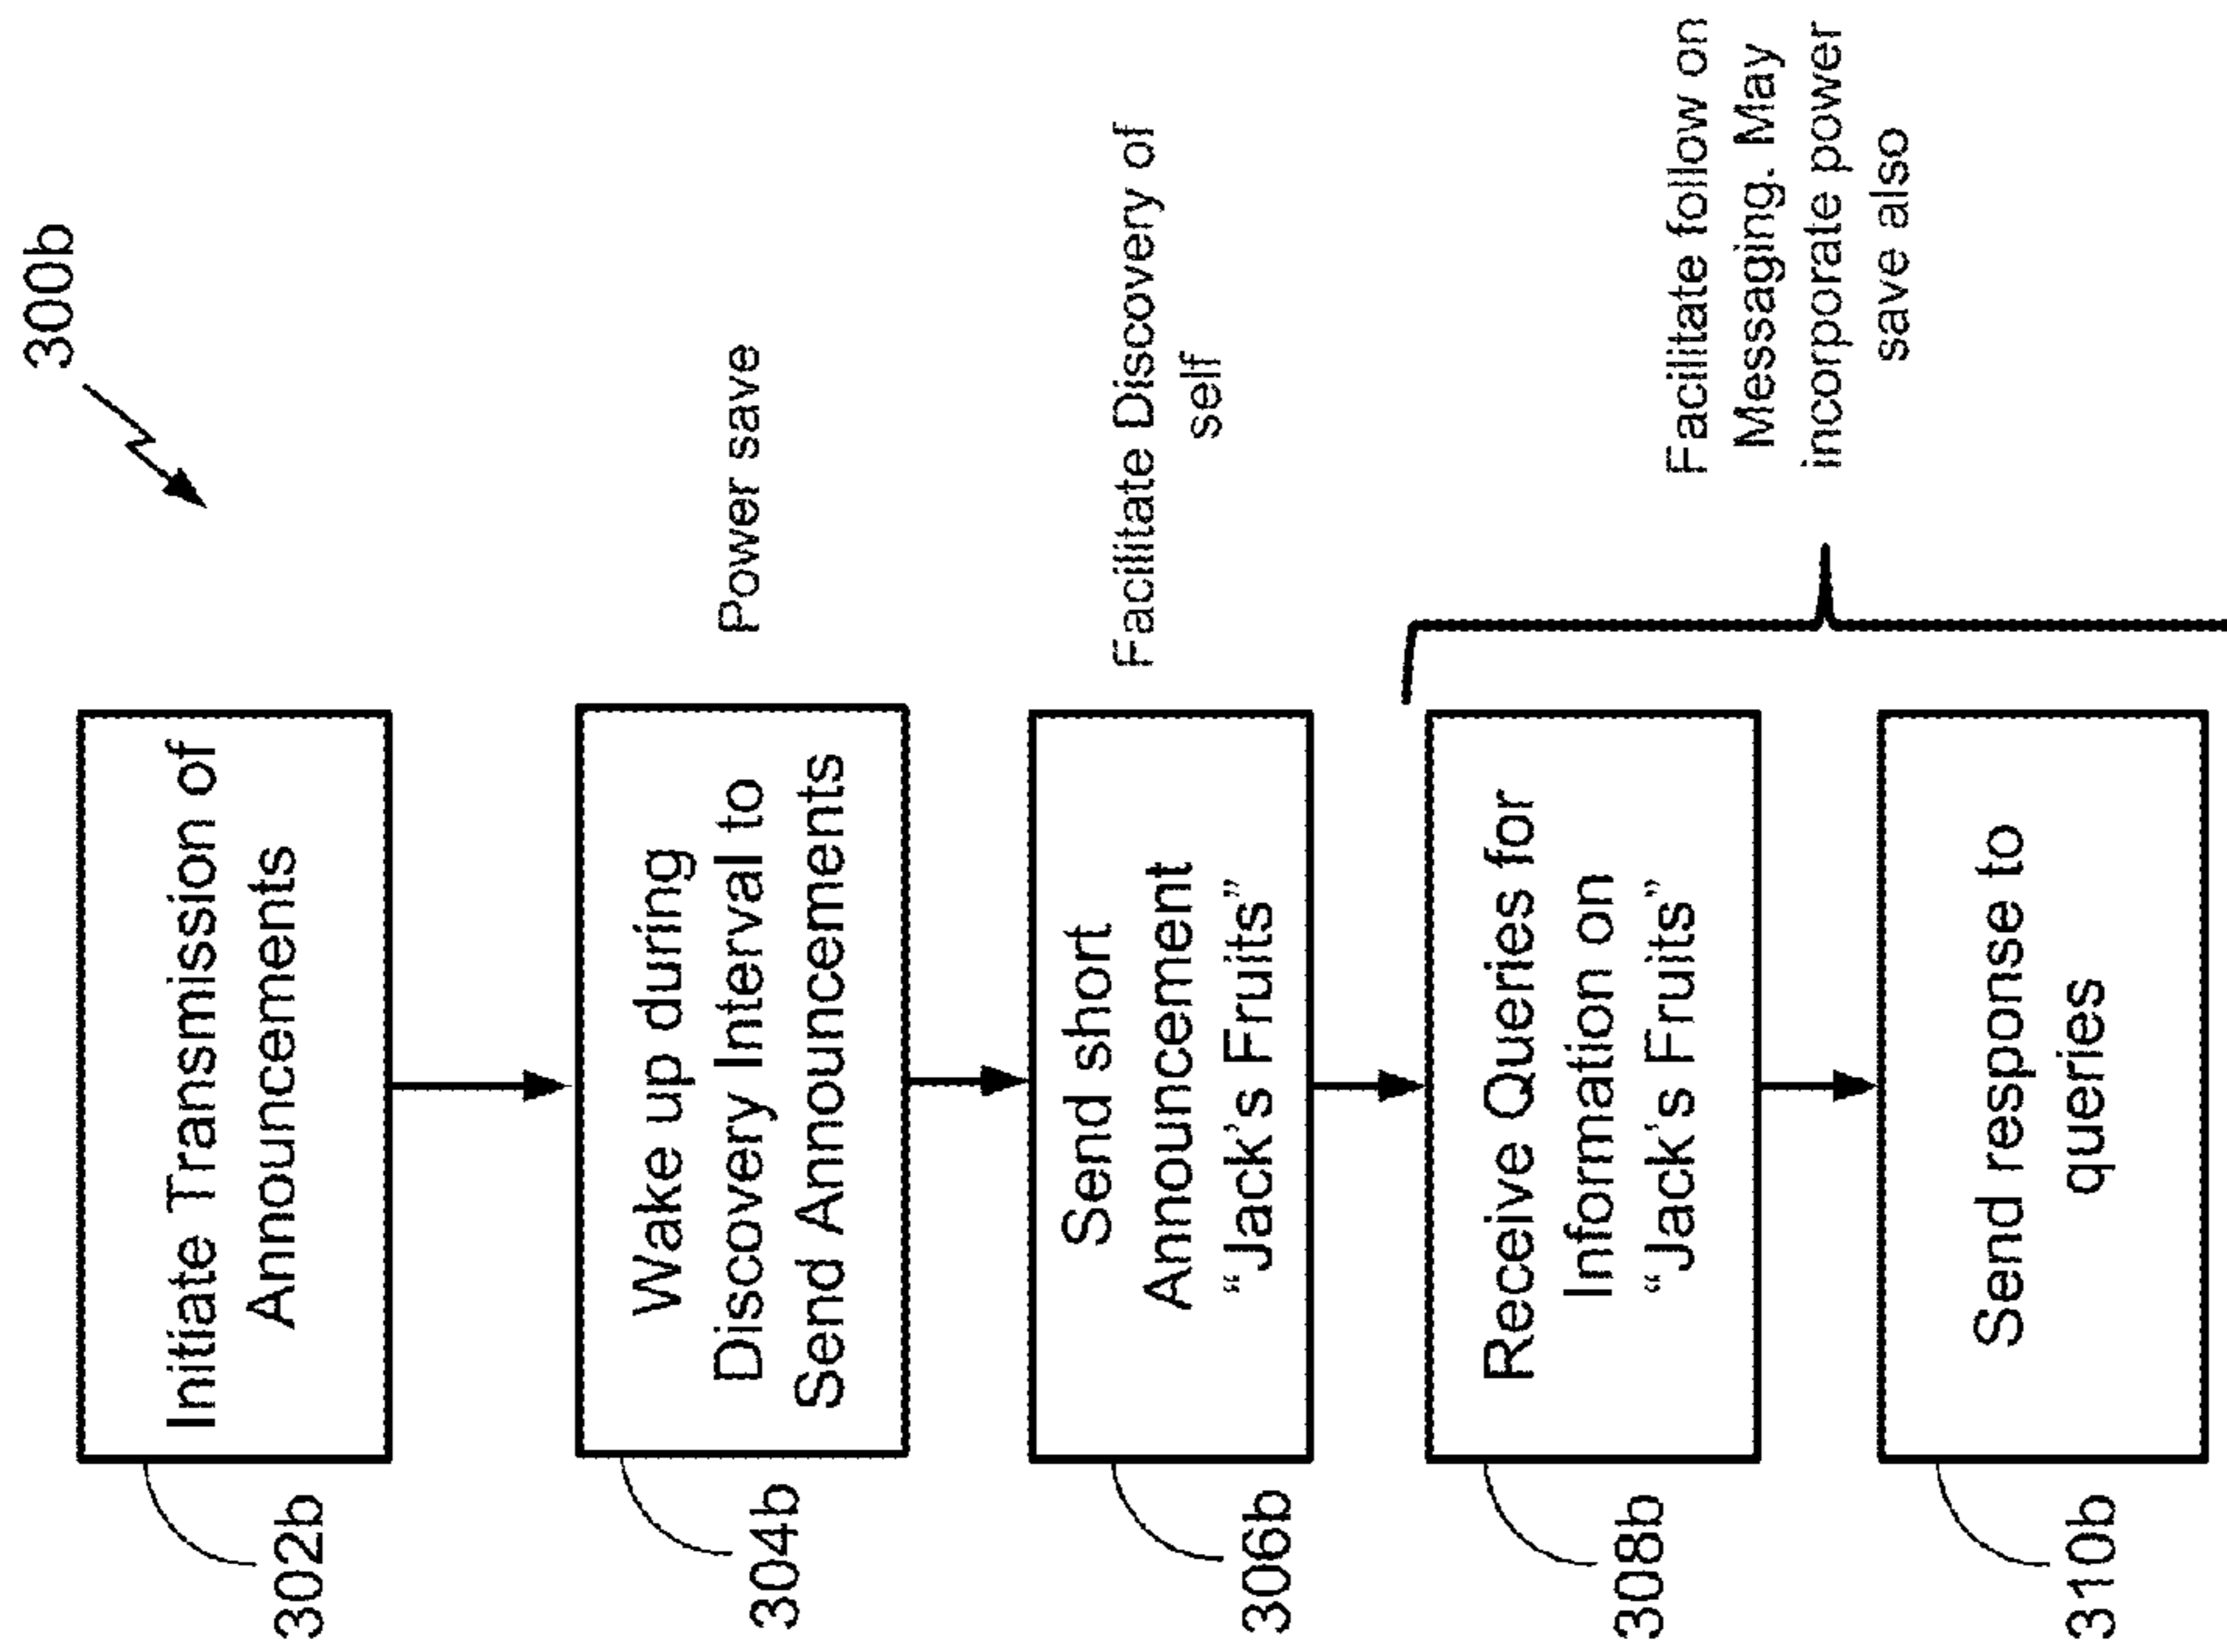 300b
Initiate Transmission of
Announcements
302b
Wake up during
Discovery Interval to
Send Announcements
304b
Power save
Send short
Announcement
“Jack’s Fruits”
306b
Facilitate Discovery of
self
Receive Queries for
Information on
“Jack’s Fruits”
308b
Send response to
queries
310b
Facilitate follow on
Messaging. May
incorporate power
save also